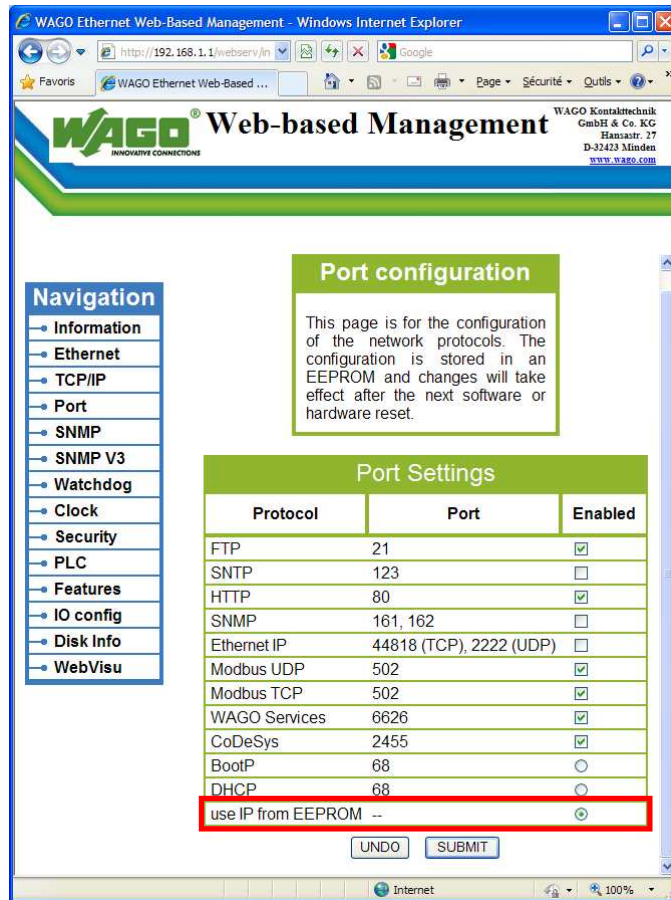 WAGO Ethernet Web-Based Management - Windows Internet Explorer
http://192.168.1.1/webserv/in
Google
Favoris
WAGO Ethernet Web-Based ...
Page
Sécurité
Outils
»
WAGO®
INNOVATIVE CONNECTIONS
Web-based Management
WAGO Kontakttechnik
GmbH & Co. KG
Hansastr. 27
D-32423 Minden
www.wago.com
Port configuration
This page is for the configuration
of the network protocols. The
configuration is stored in an
EEPROM and changes will take
effect after the next software or
hardware reset.
Navigation
Information
Ethernet
TCP/IP
Port
SNMP
SNMP V3
Watchdog
Clock
Security
PLC
Features
IO config
Disk Info
WebVisu
Port Settings
Protocol Port Enabled
FTP 21
SNTP 123
HTTP 80
SNMP 161, 162
Ethernet IP 44818 (TCP), 2222 (UDP)
Modbus UDP 502
Modbus TCP 502
WAGO Services 6626
CoDeSys 2455
BootP 68
DHCP 68
use IP from EEPROM --
UNDO SUBMIT
Internet 100%